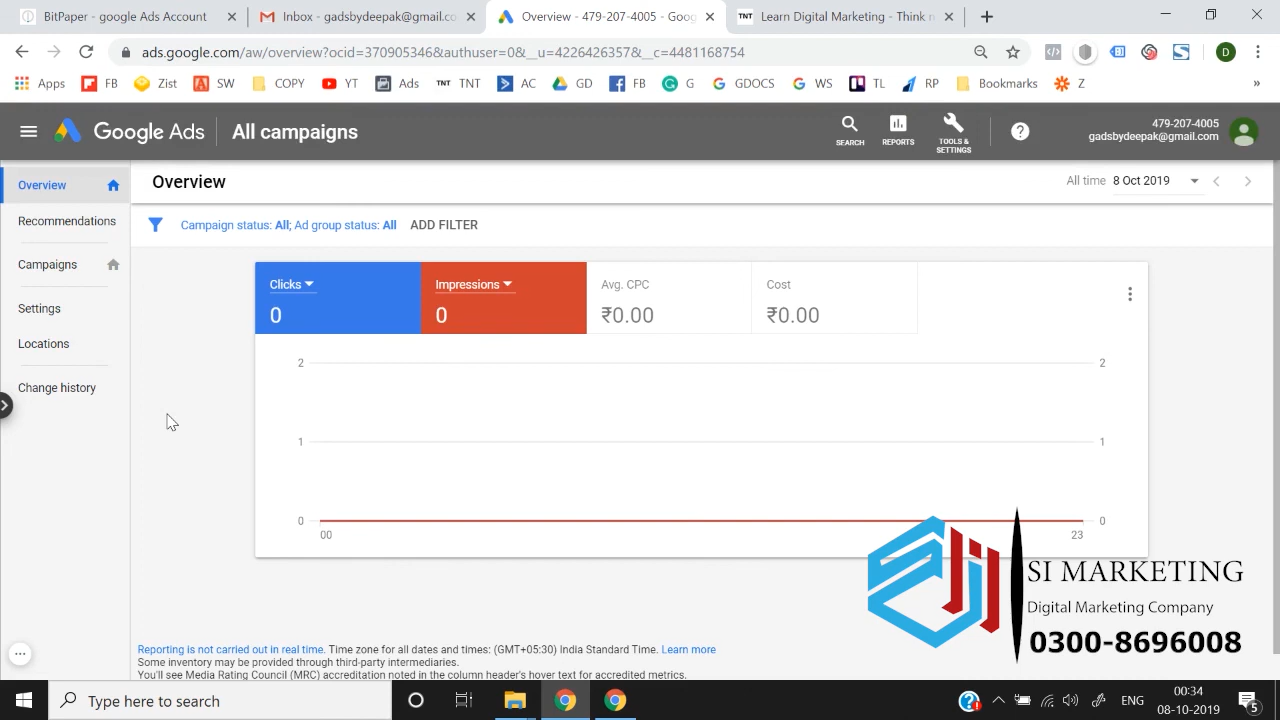 BitPaper - google Ads Account
Inbox - gadsbydeepak@gmail.co
Overview - 479-207-4005 - Goog
TNT Learn Digital Marketing - Think n
ads.google.com/aw/overview?ocid=370905346&authuser=0&__u=4226426357&__c=4481168754
D
Apps FB Zist SW COPY YT Ads TNT TNT AC GD FB G GDOCS WS TL RP Bookmarks Z »
Google Ads All campaigns
SEARCH
REPORTS
TOOLS & SETTINGS
479-207-4005
gadsbydeepak@gmail.com
Overview
Recommendations
Campaigns
Settings
Locations
Change history
Overview
All time 8 Oct 2019
Campaign status: All; Ad group status: All ADD FILTER
Clicks Impressions Avg. CPC Cost
0 0 ₹0.00 ₹0.00
2 2
1 1
0 0
00 23
SI MARKETING
Digital Marketing Company
0300-8696008
Reporting is not carried out in real time. Time zone for all dates and times: (GMT+05:30) India Standard Time. Learn more
Some inventory may be provided through third-party intermediaries.
You'll see Media Rating Council (MRC) accreditation noted in the column header's hover text for accredited metrics.
Type here to search
ENG
00:34
08-10-2019
5